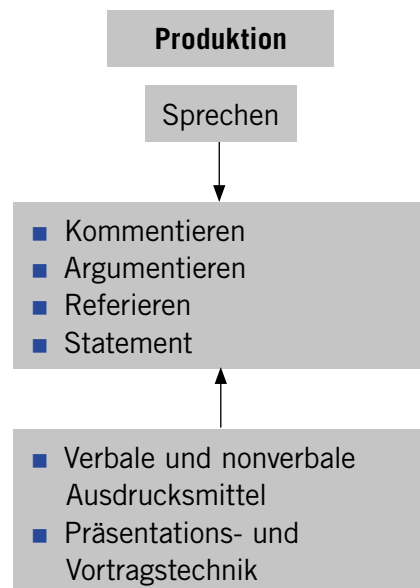 Produktion
Sprechen
■ Kommentieren
■ Argumentieren
■ Referieren
■ Statement
■ Verbale und nonverbale
Ausdrucksmittel
■ Präsentations- und
Vortragstechnik